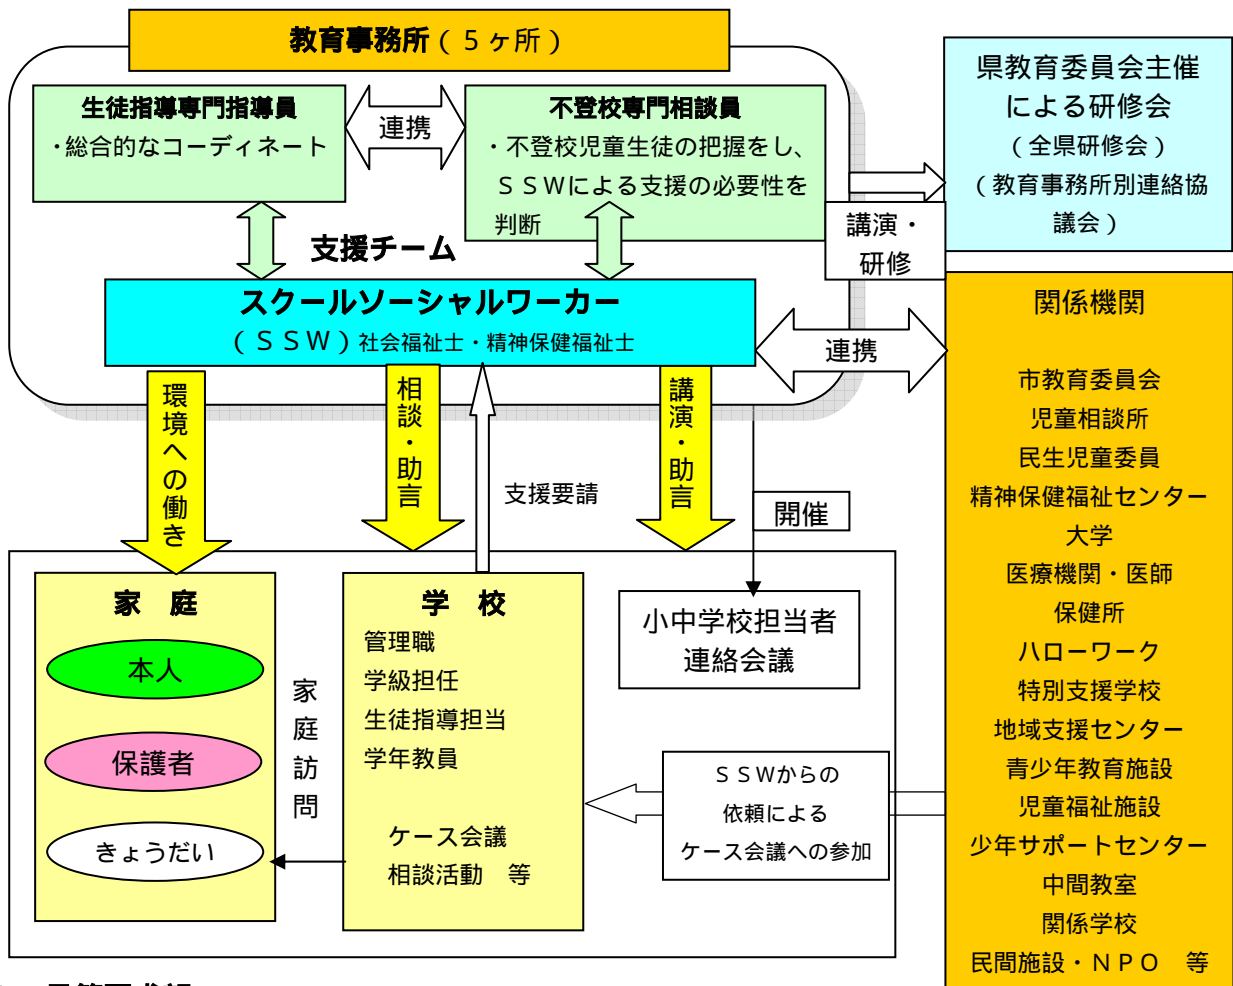 教育事務所(5ヶ所)
生徒指導専門指導員
・総合的なコーディネート
連携
不登校専門相談員
・不登校児童生徒の把握をし、
SSWによる支援の必要性を
判断
県教育委員会主催
による研修会
(全県研修会)
(教育事務所別連絡協
議会)
講演・
研修
支援チーム
スクールソーシャルワーカー
(SSW)社会福祉士・精神保健福祉士
連携
環境への働き
相談・助言
支援要請
講演・助言
開催
家 庭
本人
保護者
きょうだい
家庭訪問
学 校
管理職
学級担任
生徒指導担当
学年教員
ケース会議
相談活動 等
小中学校担当者
連絡会議
SSWからの
依頼による
ケース会議への参加
関係機関
市教育委員会
児童相談所
民生児童委員
精神保健福祉センター
大学
医療機関・医師
保健所
ハローワーク
特別支援学校
地域支援センター
青少年教育施設
児童福祉施設
少年サポートセンター
中間教室
関係学校
民間施設・NPO 等